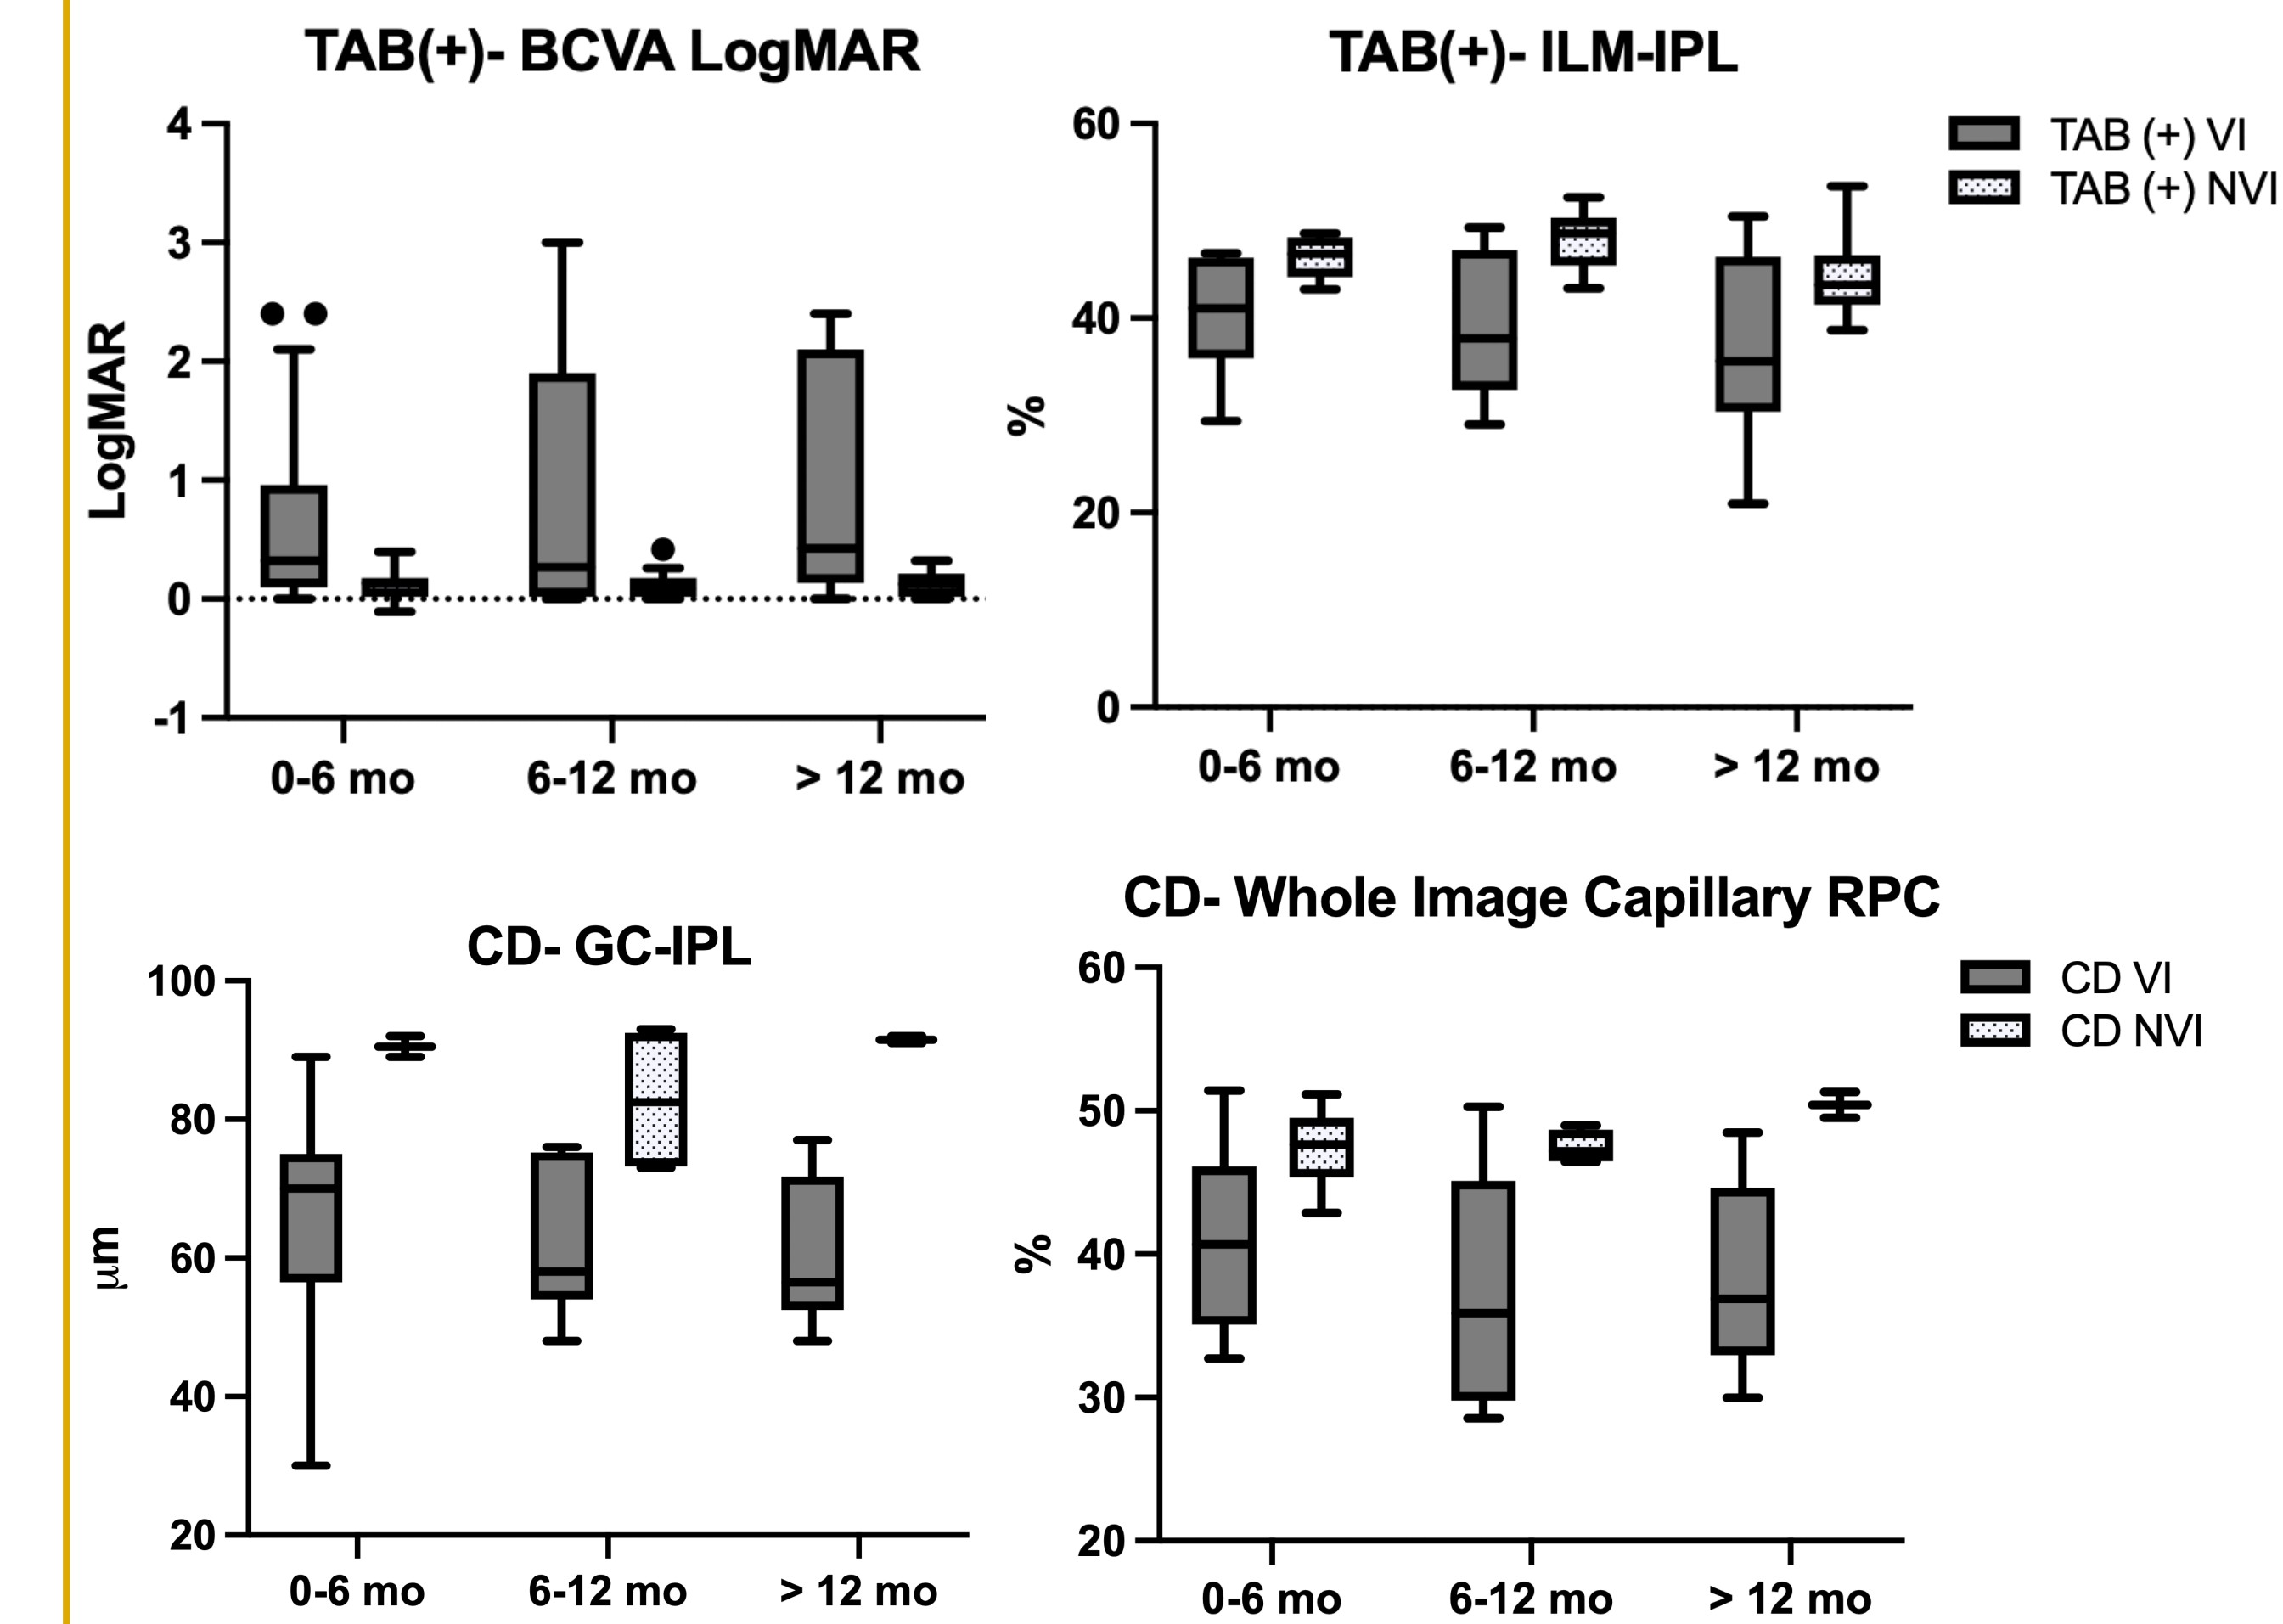 TAB(+)- BCVA LogMAR
4
3
2
1
0
-1
LogMAR
0-6 mo
6-12 mo
> 12 mo
TAB(+)- ILM-IPL
60
40
20
0
%
0-6 mo
6-12 mo
> 12 mo
TAB (+) VI
TAB (+) NVI
CD- GC-IPL
100
80
60
40
20
μm
0-6 mo
6-12 mo
> 12 mo
CD- Whole Image Capillary RPC
60
50
40
30
20
%
0-6 mo
6-12 mo
> 12 mo
CD VI
CD NVI